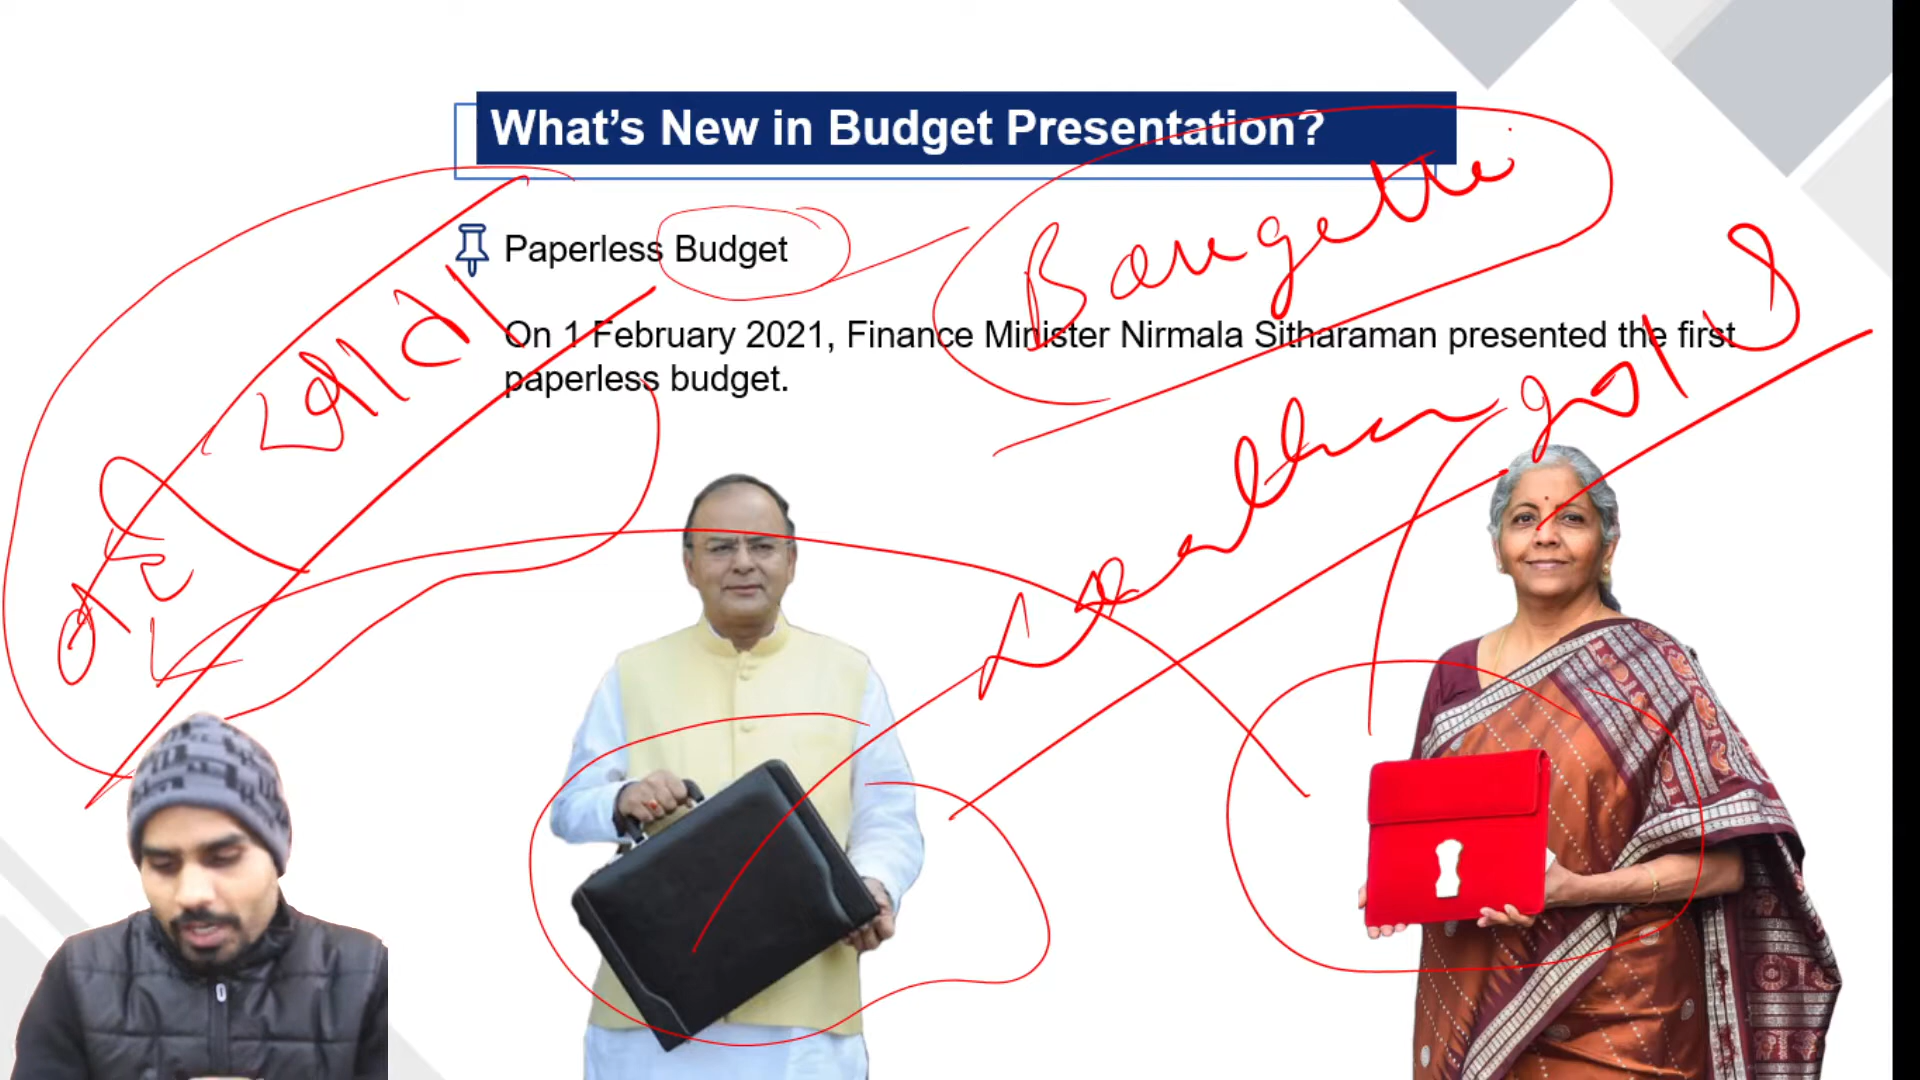 What's New in Budget Presentation?
Paperless Budget
On 1 February 2021, Finance Minister Nirmala Sitharaman presented the first
paperless budget.
खाता